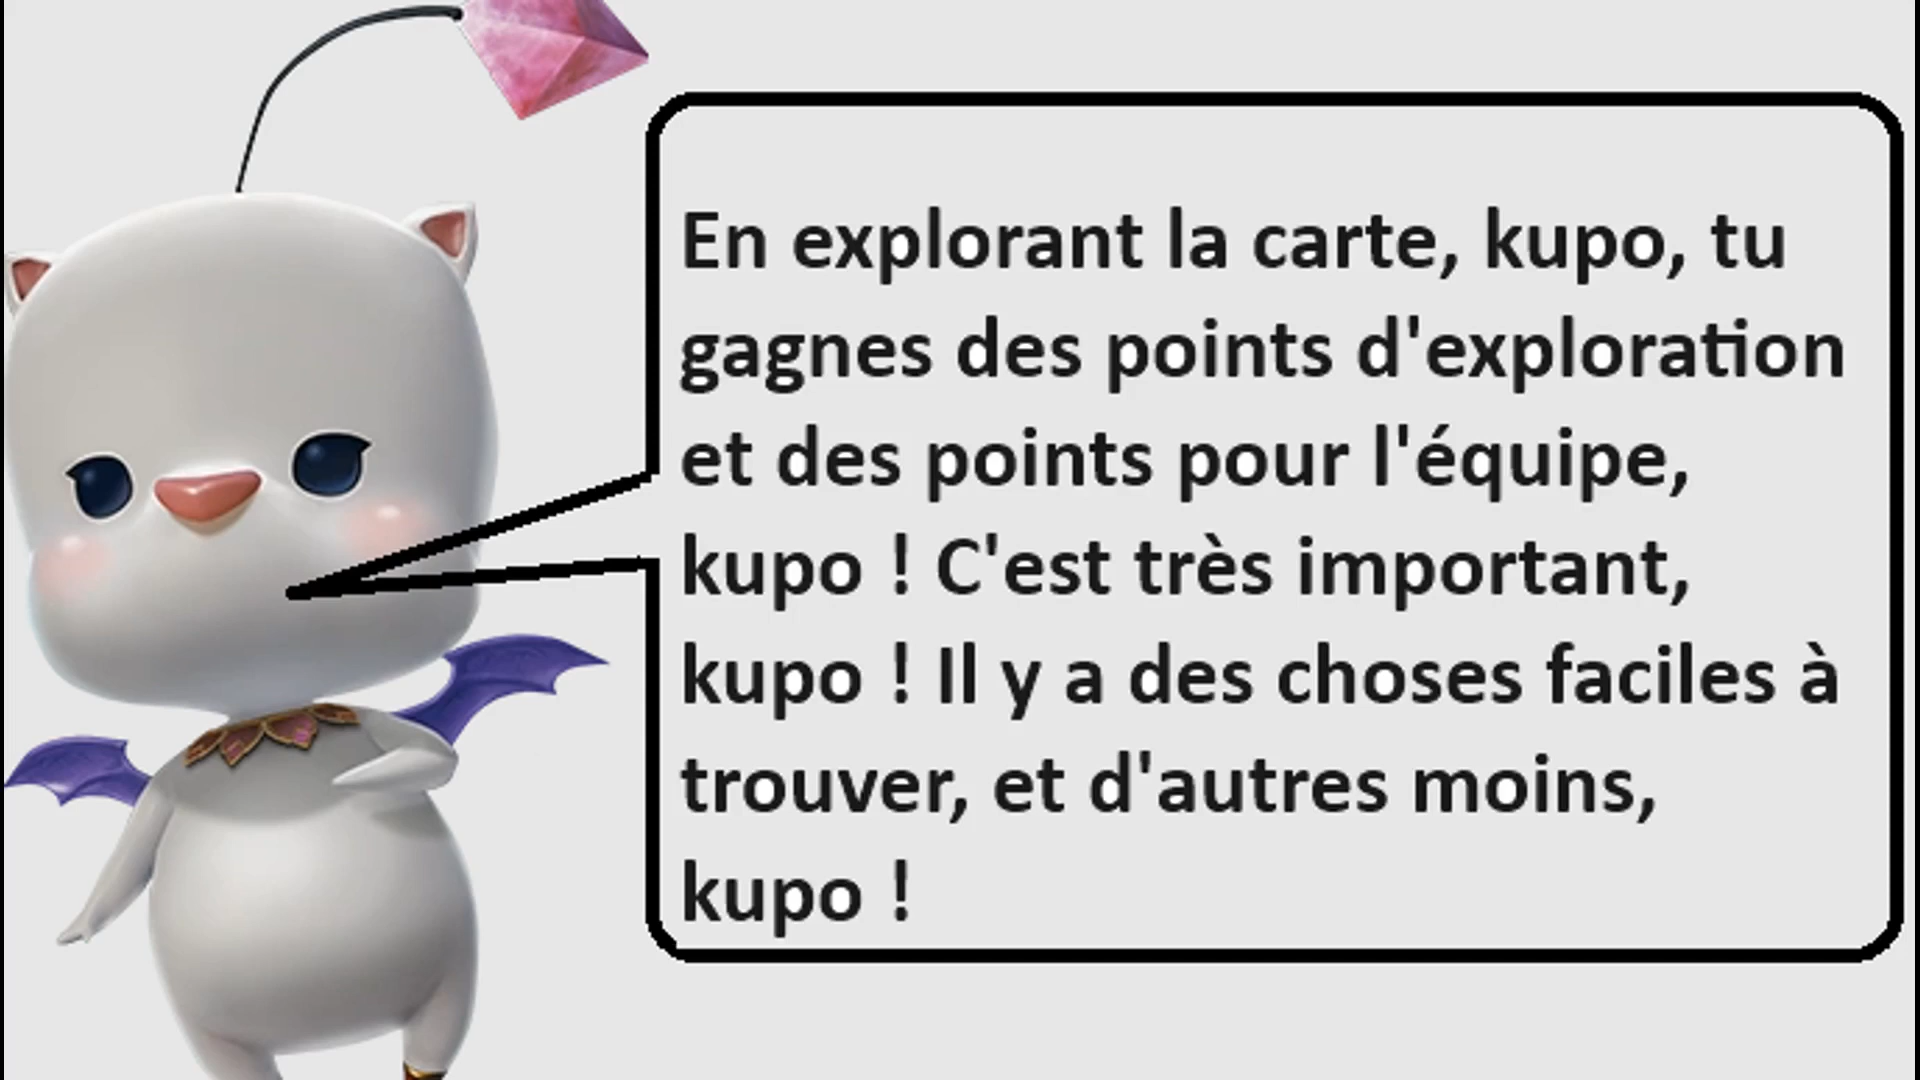 En explorant la carte, kupo, tu
gagnes des points d'exploration
et des points pour l'équipe,
kupo ! C'est très important,
kupo ! Il y a des choses faciles à
trouver, et d'autres moins,
kupo !